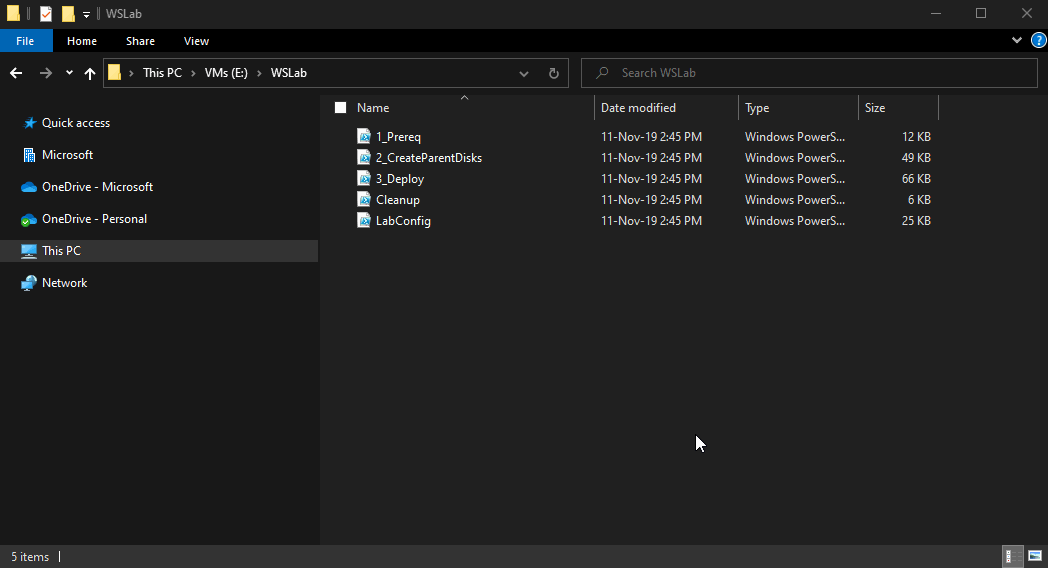 WSLab
File Home Share View
This PC VMs (E:) WSLab Search WSLab
Name Date modified Type Size
Quick access
Microsoft
OneDrive - Microsoft
OneDrive - Personal
This PC
Network
1_Prereq 11-Nov-19 2:45 PM Windows PowerS... 12 KB
2_CreateParentDisks 11-Nov-19 2:45 PM Windows PowerS... 49 KB
3_Deploy 11-Nov-19 2:45 PM Windows PowerS... 66 KB
Cleanup 11-Nov-19 2:45 PM Windows PowerS... 6 KB
LabConfig 11-Nov-19 2:45 PM Windows PowerS... 25 KB
5 items